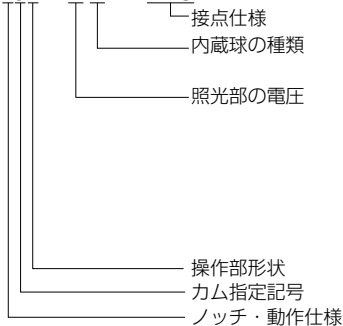 接点仕様
内蔵球の種類
照光部の電圧
操作部形状
カム指定記号
ノッチ・動作仕様